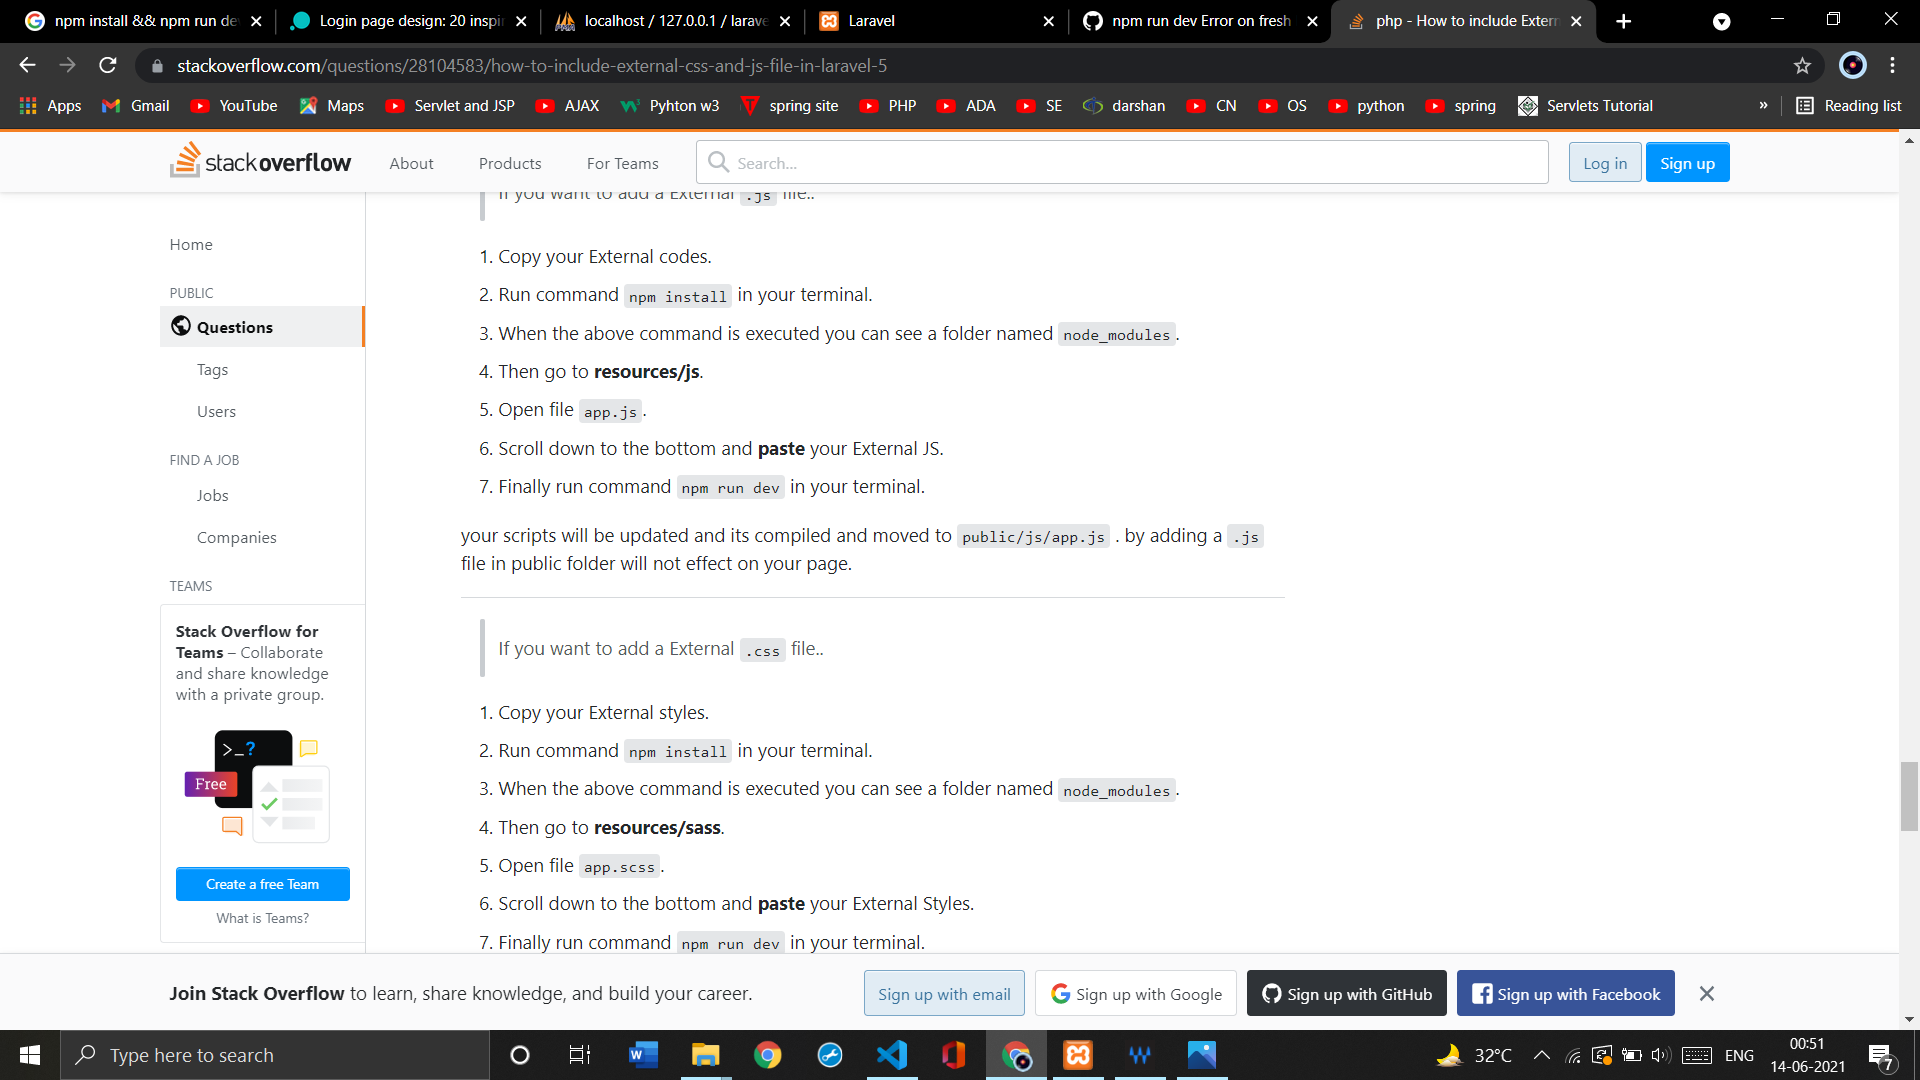 npm install && npm run de
Login page design: 20 inspi
localhost / 127.0.0.1 / larave
Laravel
npm run dev Error on fresh
php - How to include Extern
stackoverflow.com/questions/28104583/how-to-include-external-css-and-js-file-in-laravel-5
Apps
Gmail
YouTube
Maps
Servlet and JSP
AJAX
Pyhton w3
spring site
PHP
ADA
SE
darshan
CN
OS
python
spring
Servlets Tutorial
»
Reading list
stackoverflow
About
Products
For Teams
Search...
Log in
Sign up
Home
PUBLIC
Questions
Tags
Users
FIND A JOB
Jobs
Companies
TEAMS
Stack Overflow for
Teams – Collaborate
and share knowledge
with a private group.
>_?
Free
Create a free Team
What is Teams?
If you want to add a External .js file..
1. Copy your External codes.
2. Run command npm install in your terminal.
3. When the above command is executed you can see a folder named node_modules.
4. Then go to resources/js.
5. Open file app.js.
6. Scroll down to the bottom and paste your External JS.
7. Finally run command npm run dev in your terminal.
your scripts will be updated and its compiled and moved to public/js/app.js . by adding a .js
file in public folder will not effect on your page.
If you want to add a External .css file..
1. Copy your External styles.
2. Run command npm install in your terminal.
3. When the above command is executed you can see a folder named node_modules.
4. Then go to resources/sass.
5. Open file app.scss.
6. Scroll down to the bottom and paste your External Styles.
7. Finally run command npm run dev in your terminal.
Join Stack Overflow to learn, share knowledge, and build your career.
Sign up with email
Sign up with Google
Sign up with GitHub
Sign up with Facebook
Type here to search
32°C
ENG
00:51
14-06-2021
7